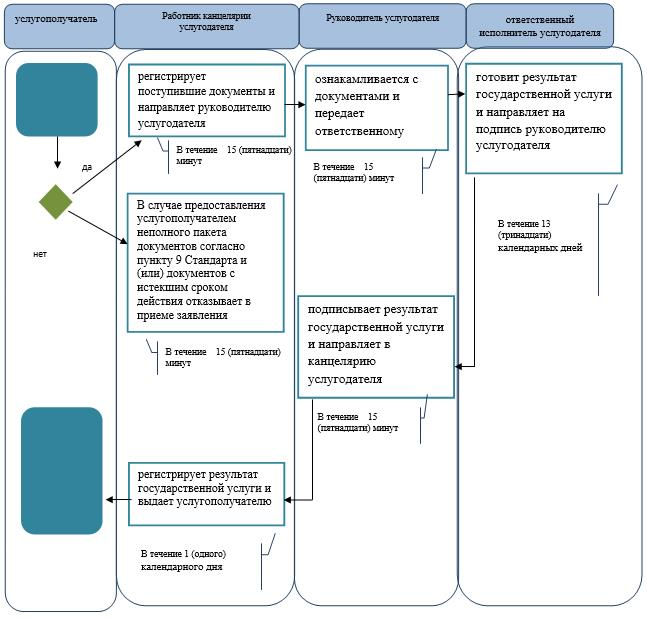 услугополучатель
Работник канцелярии
услугодателя
Руководитель услугодателя
ответственный
исполнитель услугодателя
регистрирует
поступившие документы и
направляет руководителю
услугодателя
В течение 15 (пятнадцати)
минут
ознакамливается с
документами и
передает
ответственному
В течение 15
(пятнадцати) минут
готовит результат
государственной услуги
и направляет на
подпись руководителю
услугодателя
В течение 13
(тринадцати)
календарных дней
да
нет
В случае предоставления
услугополучателем
неполного пакета
документов согласно
пункту 9 Стандарта и
(или) документов с
истекшим сроком
действия отказывает в
приеме заявления
В течение 15 (пятнадцати)
минут
подписывает результат
государственной услуги
и направляет в
канцелярию
услугодателя
В течение 15
(пятнадцати) минут
регистрирует результат
государственной услуги и
выдает услугополучателю
В течение 1 (одного)
календарного дня